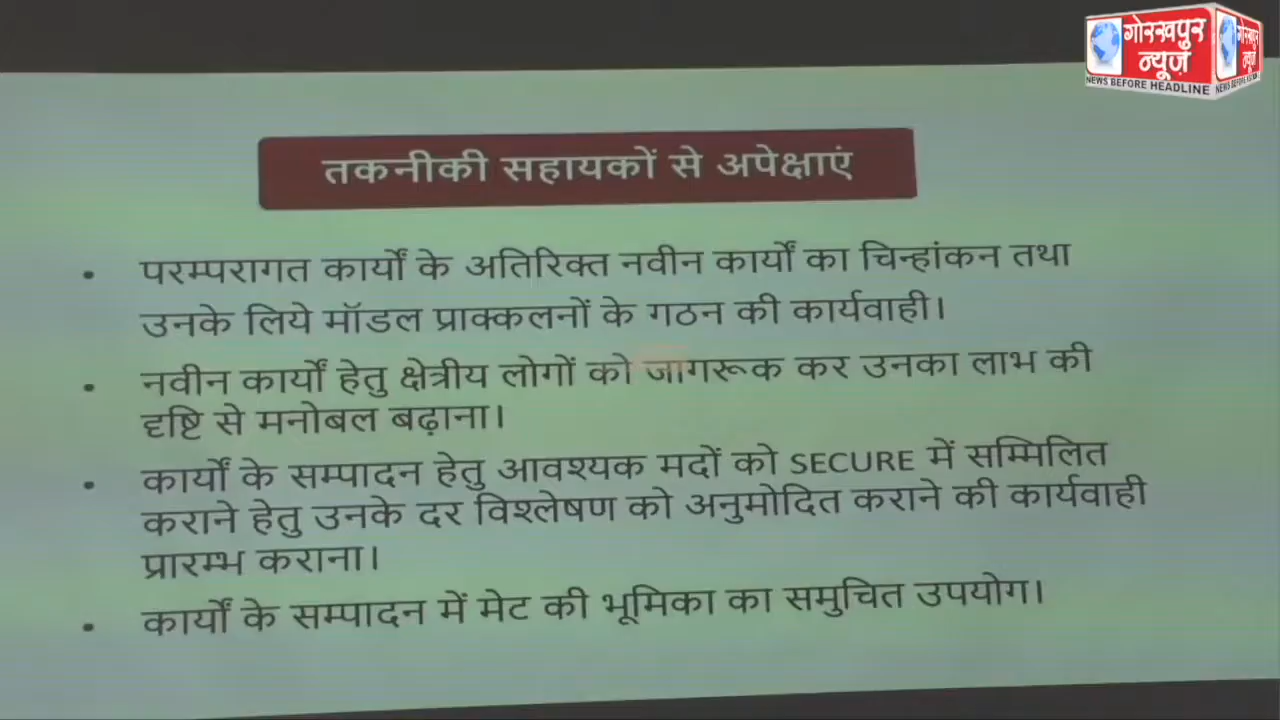 गोरखपुर
न्यूज़
NEWS BEFORE HEADLINE
तकनीकी सहायकों से अपेक्षाएं
• परम्परागत कार्यों के अतिरिक्त नवीन कार्यों का चिन्हांकन तथा
उनके लिये मॉडल प्राक्कलनों के गठन की कार्यवाही।
• नवीन कार्यों हेतु क्षेत्रीय लोगों को जागरूक कर उनका लाभ की
दृष्टि से मनोबल बढ़ाना।
• कार्यों के सम्पादन हेतु आवश्यक मदों को SECURE में सम्मिलित
कराने हेतु उनके दर विश्लेषण को अनुमोदित कराने की कार्यवाही
प्रारम्भ कराना।
• कार्यों के सम्पादन में मेट की भूमिका का समुचित उपयोग।